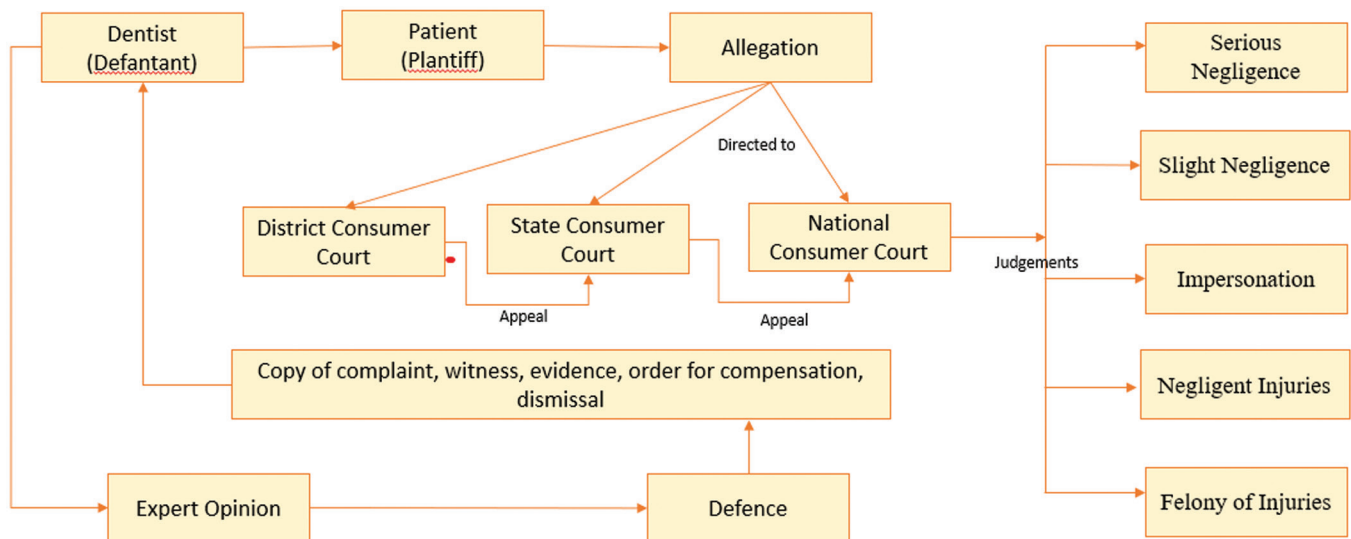 Dentist
(Defantant)
Patient
(Plantiff)
Allegation
Serious
Negligence
Directed to
Slight Negligence
District Consumer
Court
State Consumer
Court
National
Consumer Court
Judgements
Impersonation
Appeal
Appeal
Copy of complaint, witness, evidence, order for compensation,
dismissal
Negligent Injuries
Expert Opinion
Defence
Felony of Injuries